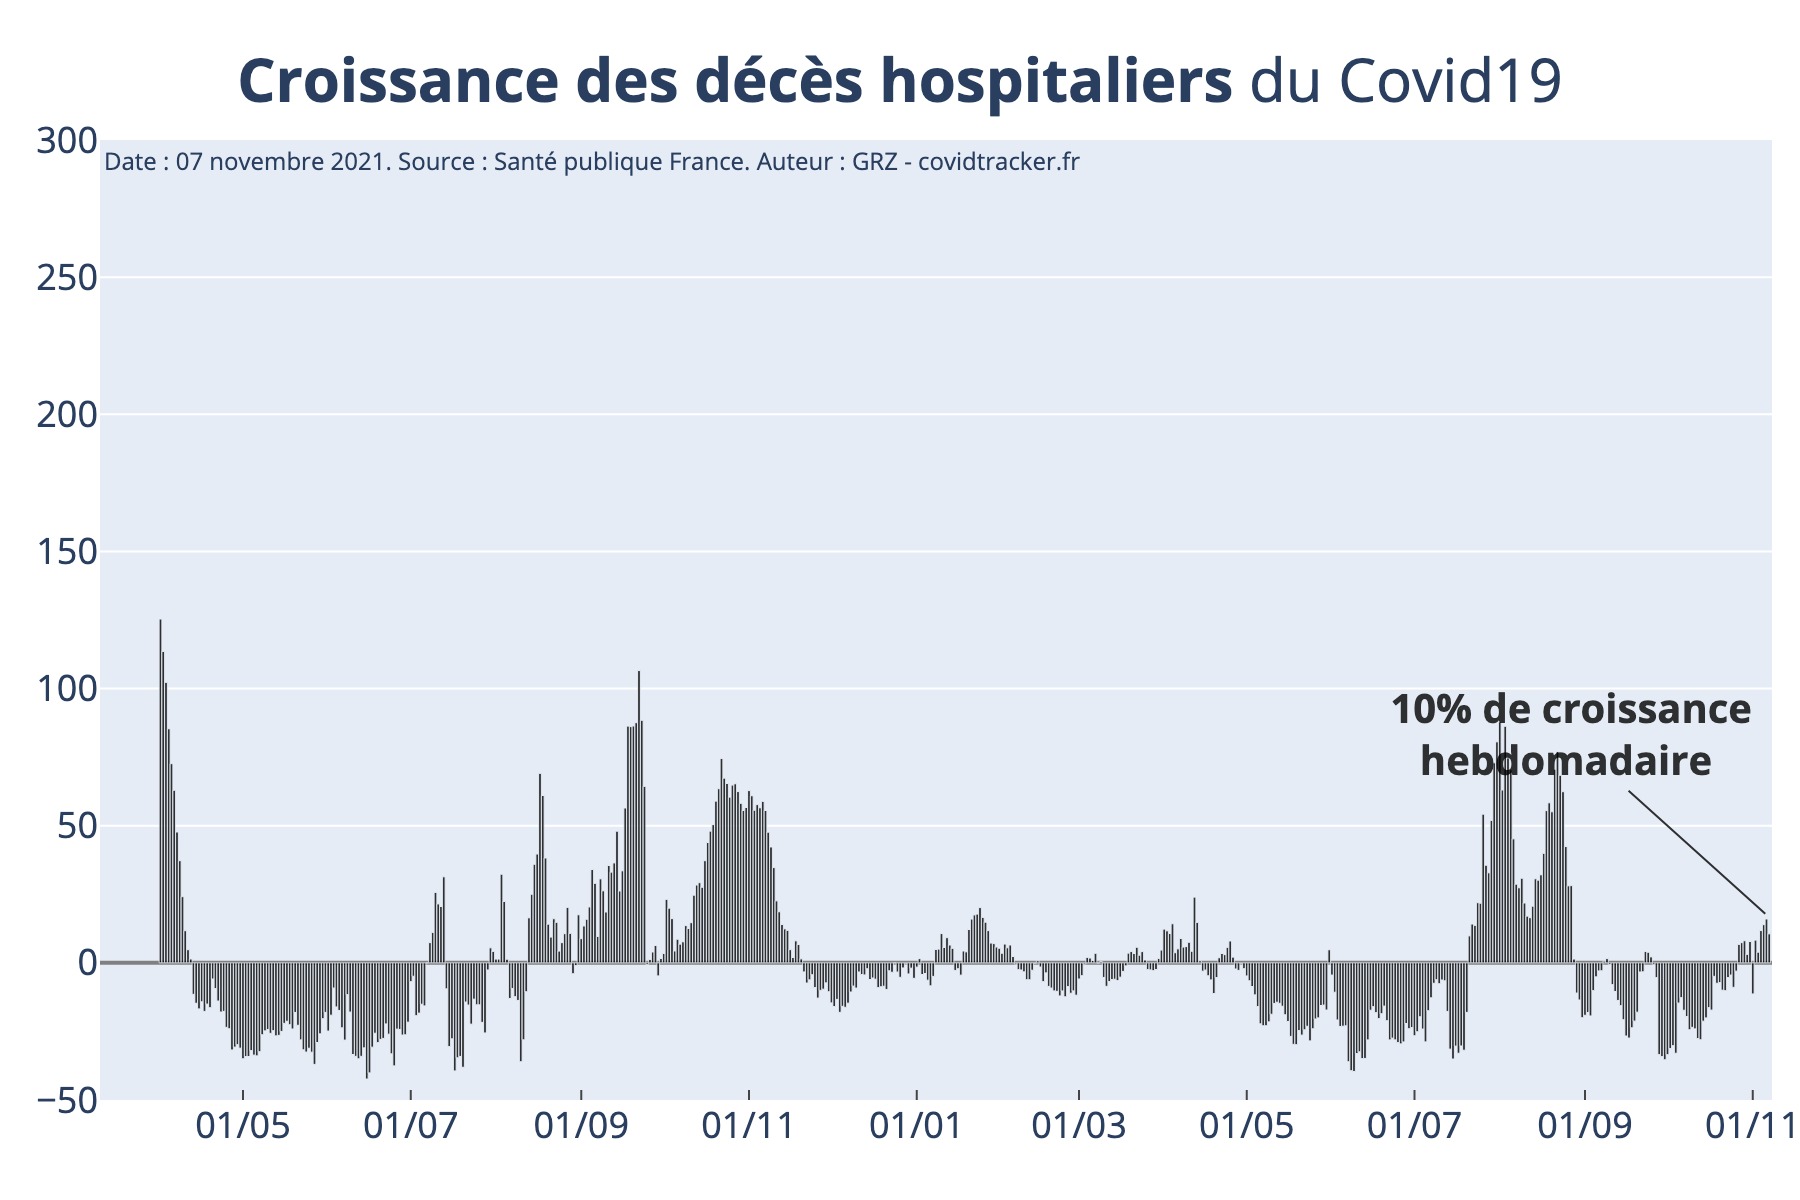 Croissance des décès hospitaliers du Covid19
300
Date : 07 novembre 2021. Source : Santé publique France. Auteur : GRZ - covidtracker.fr
250
200
150
100
10% de croissance
hebdomadaire
50
0
−50
01/05 01/07 01/09 01/11 01/01 01/03 01/05 01/07 01/09 01/11